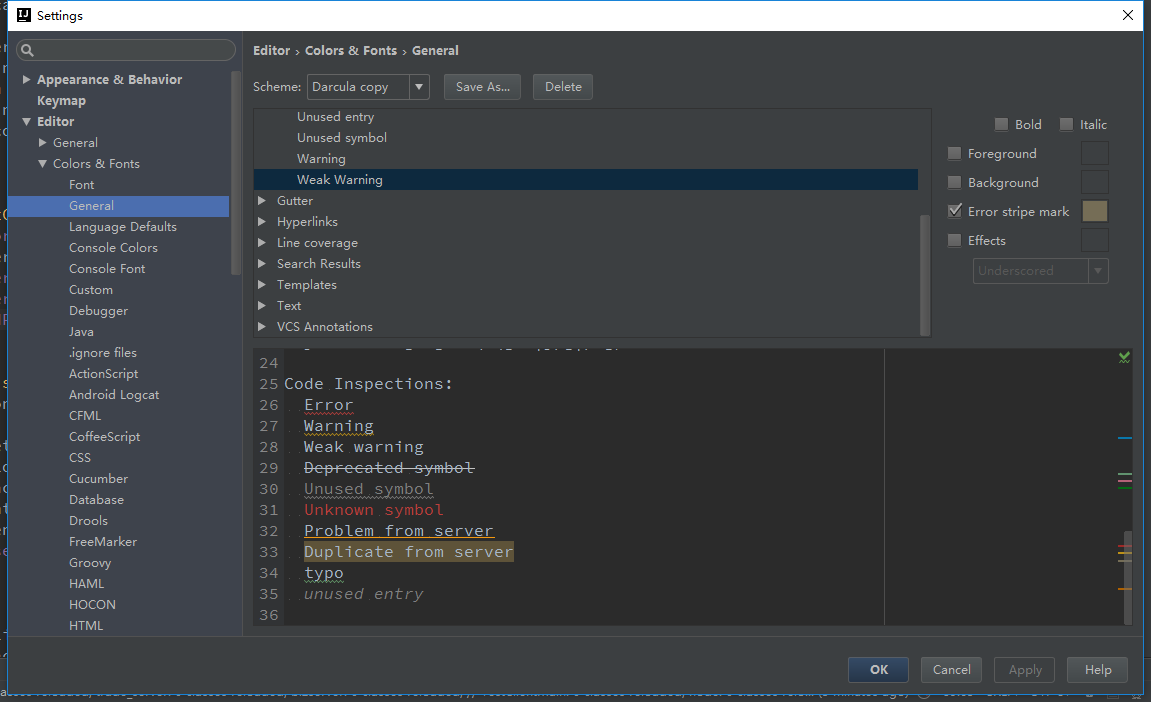 Settings
Editor › Colors & Fonts › General
Appearance & Behavior
Keymap
Editor
General
Colors & Fonts
Font
General
Language Defaults
Console Colors
Console Font
Custom
Debugger
Java
.ignore files
ActionScript
Android Logcat
CFML
CoffeeScript
CSS
Cucumber
Database
Drools
FreeMarker
Groovy
HAML
HOCON
HTML
Scheme: Darcula copy Save As... Delete
Unused entry
Unused symbol
Warning
Weak Warning
Gutter
Hyperlinks
Line coverage
Search Results
Templates
Text
VCS Annotations
Bold Italic
Foreground
Background
Error stripe mark
Effects
Underscored
24
25 Code Inspections:
26 Error
27 Warning
28 Weak warning
29 Deprecated symbol
30 Unused symbol
31 Unknown symbol
32 Problem from server
33 Duplicate from server
34 typo
35 unused entry
36
OK Cancel Apply Help